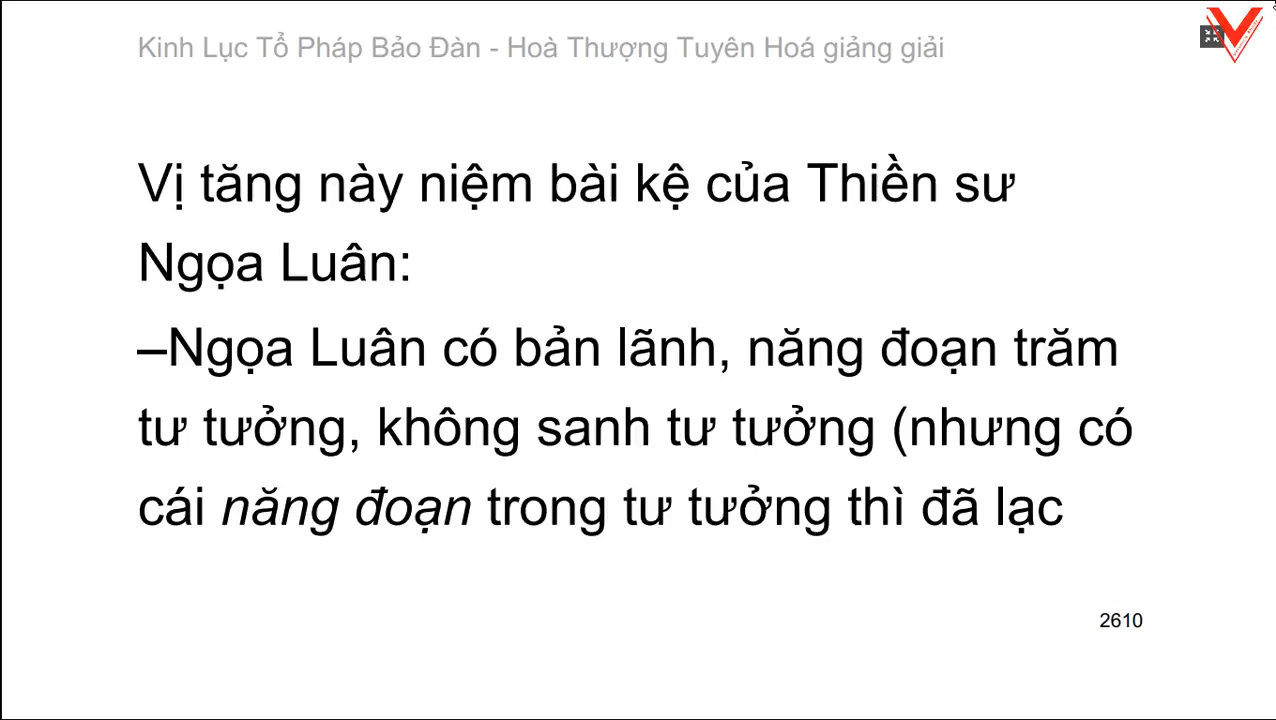 Kinh Lục Tổ Pháp Bảo Đàn - Hoà Thượng Tuyên Hoá giảng giải
Vị tăng này niệm bài kệ của Thiền sư
Ngọa Luân:
–Ngọa Luân có bản lãnh, năng đoạn trăm
tư tưởng, không sanh tư tưởng (nhưng có
cái năng đoạn trong tư tưởng thì đã lạc
2610